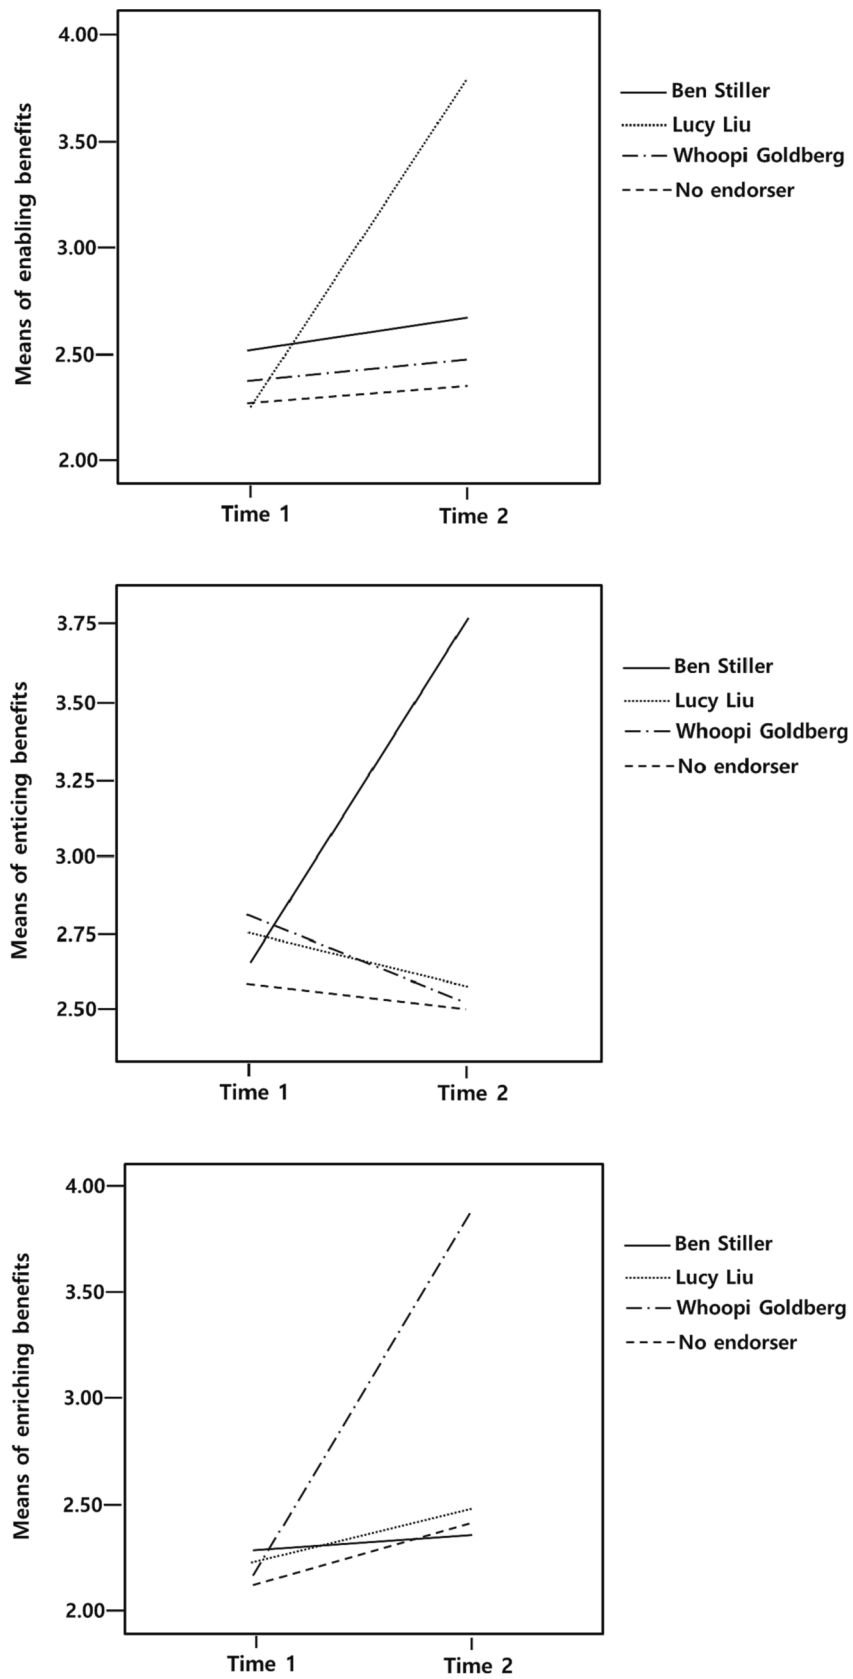 Means of enabling benefits
4.00
3.50
3.00
2.50
2.00
Time 1
Time 2
Ben Stiller
Lucy Liu
Whoopi Goldberg
No endorser
Means of enticing benefits
3.75
3.50
3.25
3.00
2.75
2.50
Time 1
Time 2
Ben Stiller
Lucy Liu
Whoopi Goldberg
No endorser
Means of enriching benefits
4.00
3.50
3.00
2.50
2.00
Time 1
Time 2
Ben Stiller
Lucy Liu
Whoopi Goldberg
No endorser